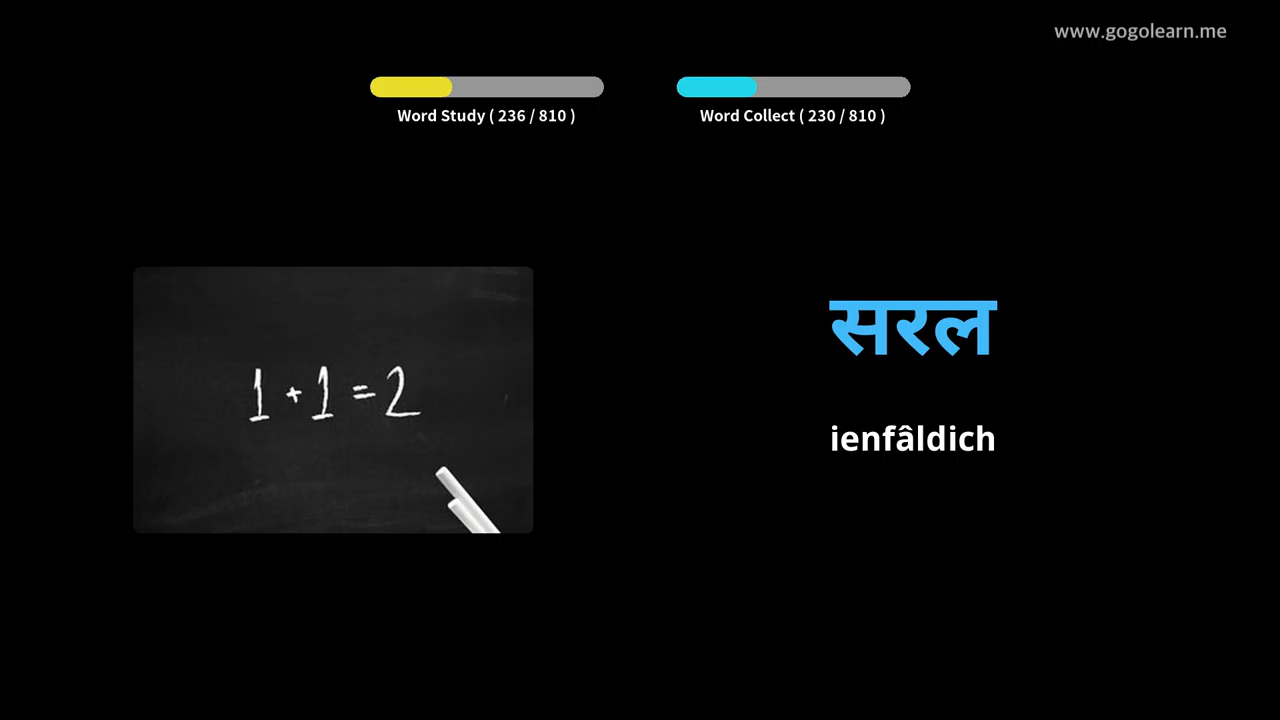 www.gogolearn.me
Word Study ( 236 / 810 )
Word Collect ( 230 / 810 )
1 + 1 = 2
सरल
ienfâldich